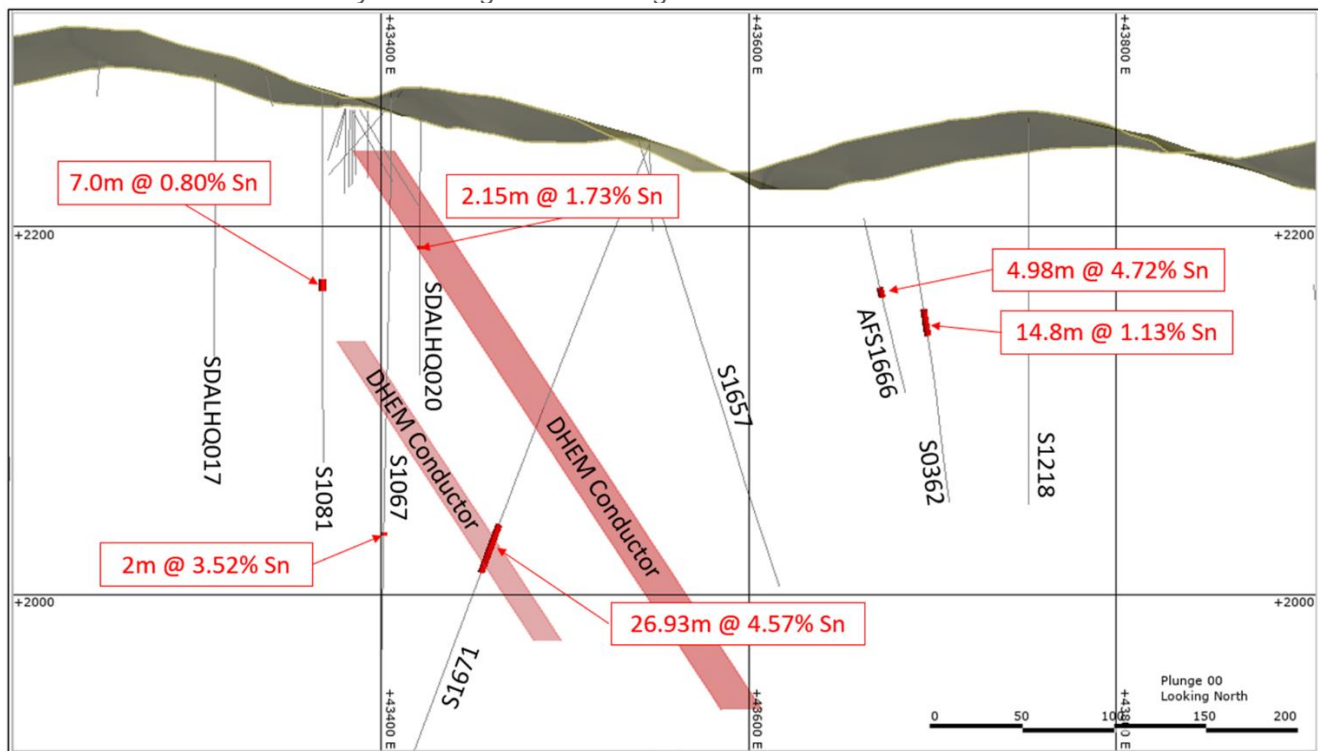 +43400 E
+43600 E
+43800 E
7.0m @ 0.80% Sn
2.15m @ 1.73% Sn
+2200
+2200
4.98m @ 4.72% Sn
14.8m @ 1.13% Sn
SDALHQ017
S1081
S1067
SDALHQ020
DHEM Conductor
DHEM Conductor
S1657
AFS1666
S0362
S1218
2m @ 3.52% Sn
+2000
+2000
26.93m @ 4.57% Sn
S1671
+43400 E
+43600 E
+43800 E
Plunge 00
Looking North
0 50 100 150 200